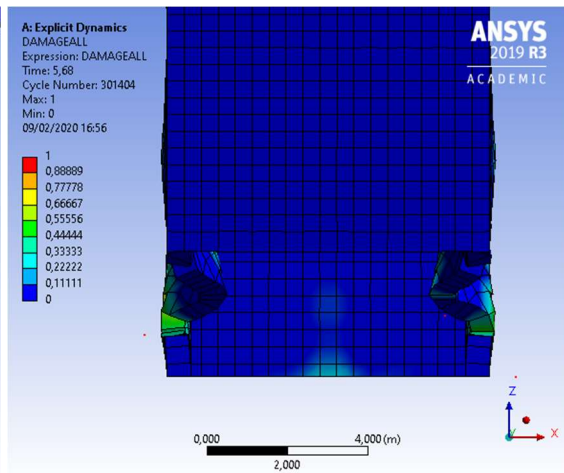 A: Explicit Dynamics
DAMAGEALL
Expression: DAMAGEALL
Time: 5,68
Cycle Number: 301404
Max: 1
Min: 0
09/02/2020 16:56
ANSYS
2019 R3
ACADEMIC
1
0,88889
0,77778
0,66667
0,55556
0,44444
0,33333
0,22222
0,11111
0
0,000
4,000 (m)
2,000
Z
Y
X